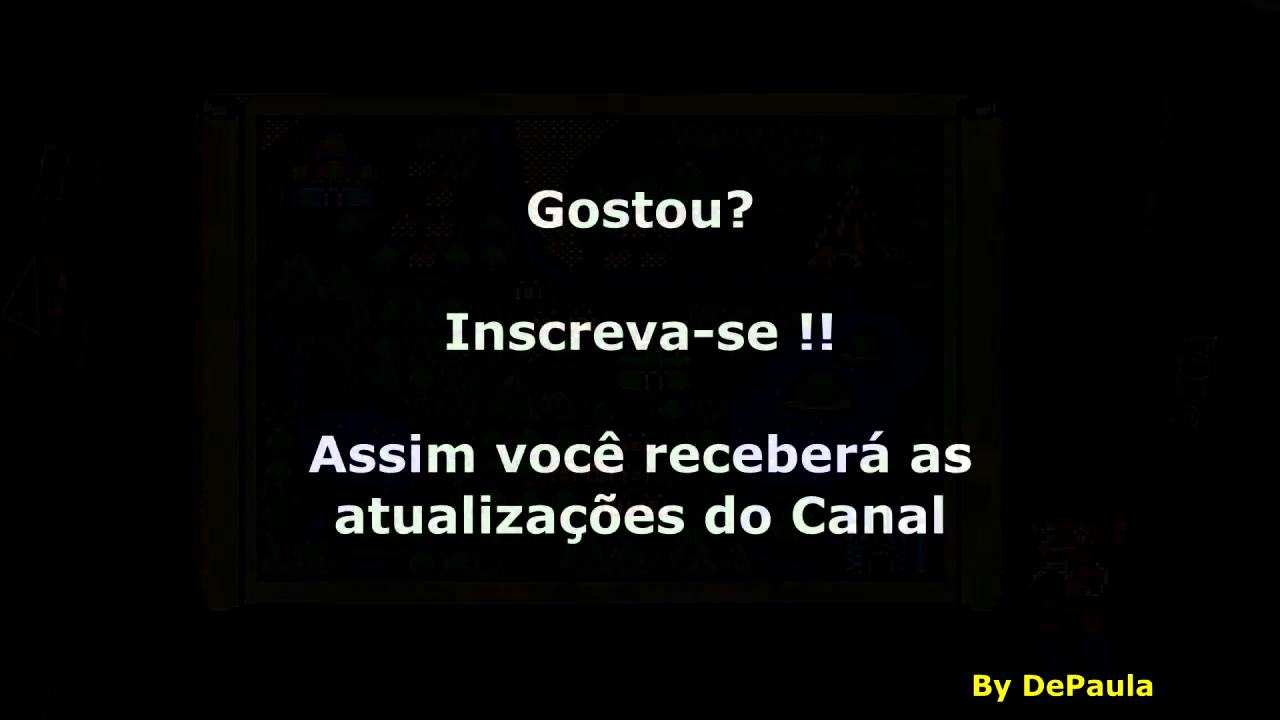 Gostou?
Inscreva-se !!
Assim você receberá as
atualizações do Canal
By DePaula